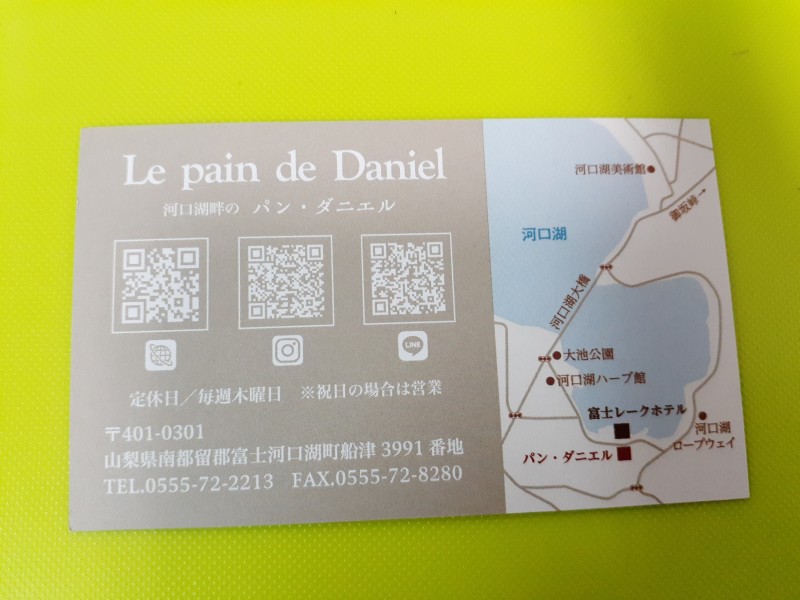 Le pain de Daniel
河口湖畔の パン・ダニエル
LINE
定休日／毎週木曜日 ※祝日の場合は営業
〒401-0301
山梨県南都留郡富士河口湖町船津 3991 番地
TEL.0555-72-2213 FAX.0555-72-8280
河口湖美術館
御坂峠→
河口湖
河口湖大橋
大池公園
河口湖ハーブ館
富士レークホテル
河口湖
ロープウェイ
パン・ダニエル